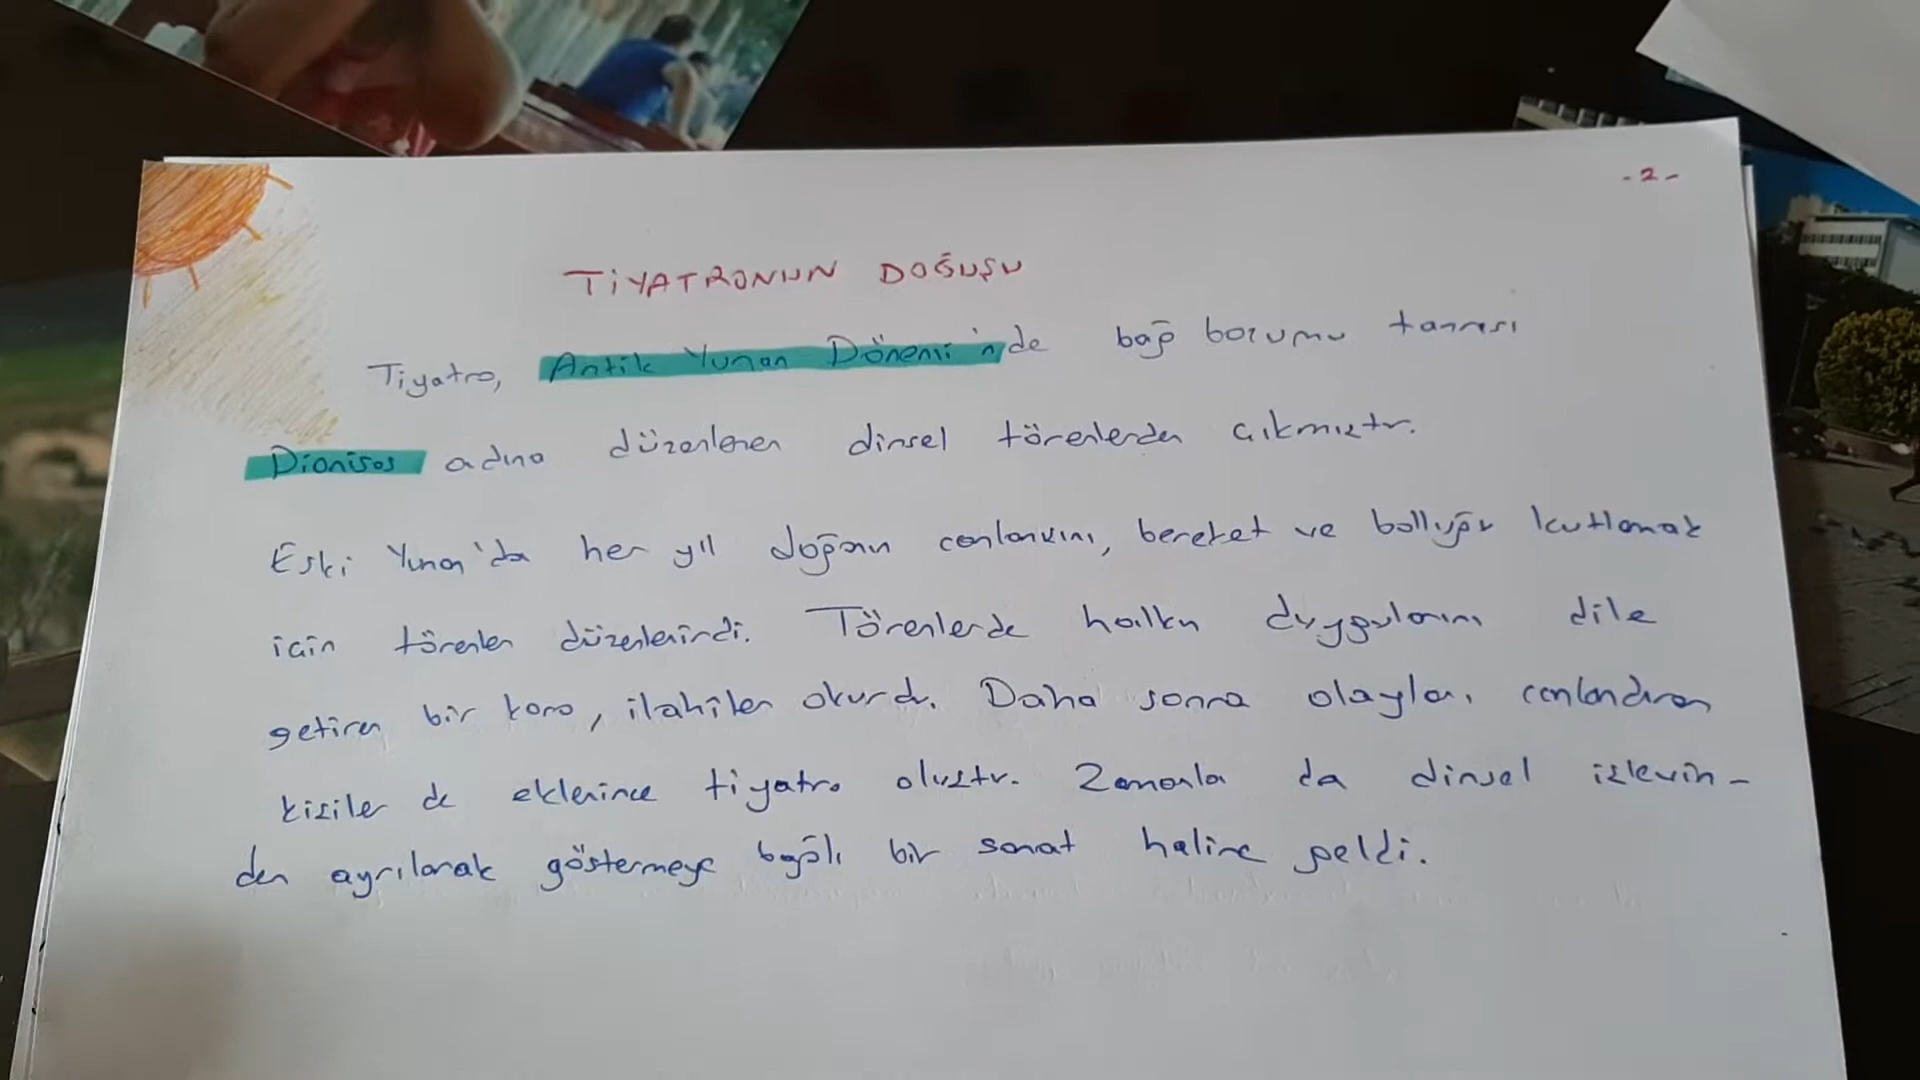 -2-
TİYATRONUN DOĞUŞU
Tiyatro, Antik Yunan Dönemi'nde bağ bozumu tanrısı
Dionisos adına düzenlenen dinsel törenlerden çıkmıştır.
Eski Yunan'da her yıl doğanın canlanışını, bereket ve bolluğu kutlamak
için törenler düzenlenirdi. Törenlerde halkın duygularını dile
getiren bir koro, ilahiler okurdu. Daha sonra olayları canlandıran
kişiler de eklenince tiyatro oluştu. Zamanla da dinsel işlevin-
den ayrılarak göstermeye bağlı bir sanat haline geldi.